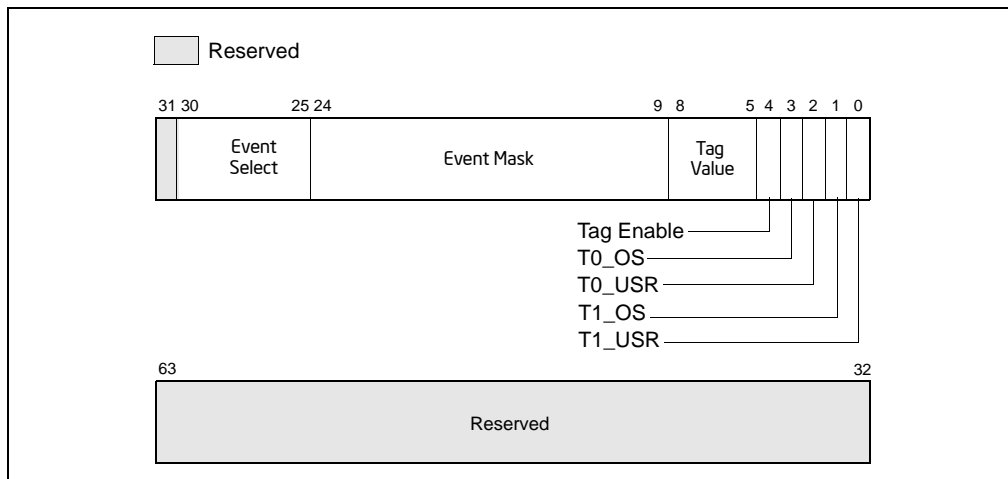 Reserved
31 30 25 24 9 8 5 4 3 2 1 0
Event
Select
Event Mask
Tag
Value
Tag Enable
T0_OS
T0_USR
T1_OS
T1_USR
63 32
Reserved